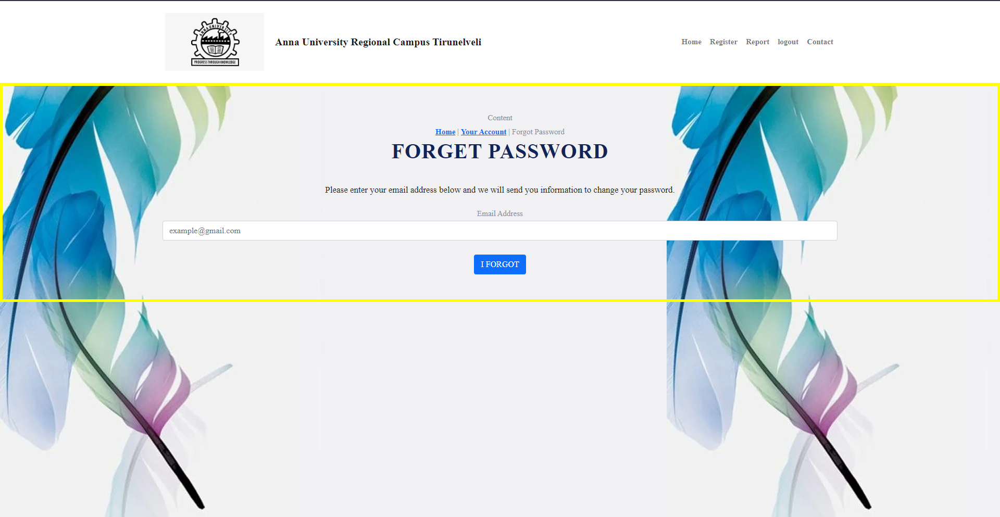 ANNA UNIVERSITY
PROGRESS THROUGH KNOWLEDGE
Anna University Regional Campus Tirunelveli
Home Register Report logout Contact
Content
Home | Your Account | Forgot Password
FORGET PASSWORD
Please enter your email address below and we will send you information to change your password.
Email Address
example@gmail.com
I FORGOT